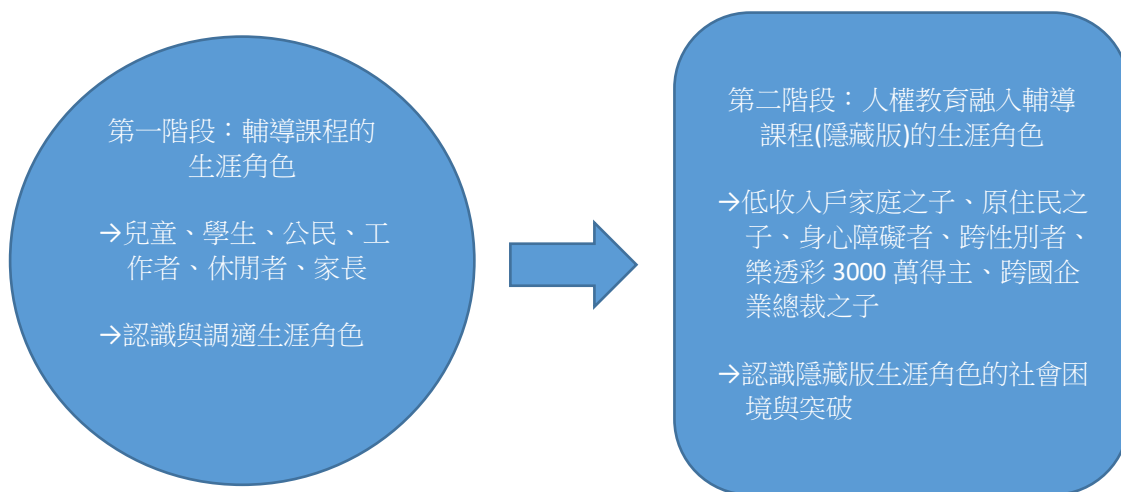 第一階段：輔導課程的
生涯角色
→兒童、學生、公民、工
作者、休閒者、家長
→認識與調適生涯角色
第二階段：人權教育融入輔導
課程(隱藏版)的生涯角色
→低收入戶家庭之子、原住民之
子、身心障礙者、跨性別者、
樂透彩 3000 萬得主、跨國企
業總裁之子
→認識隱藏版生涯角色的社會困
境與突破